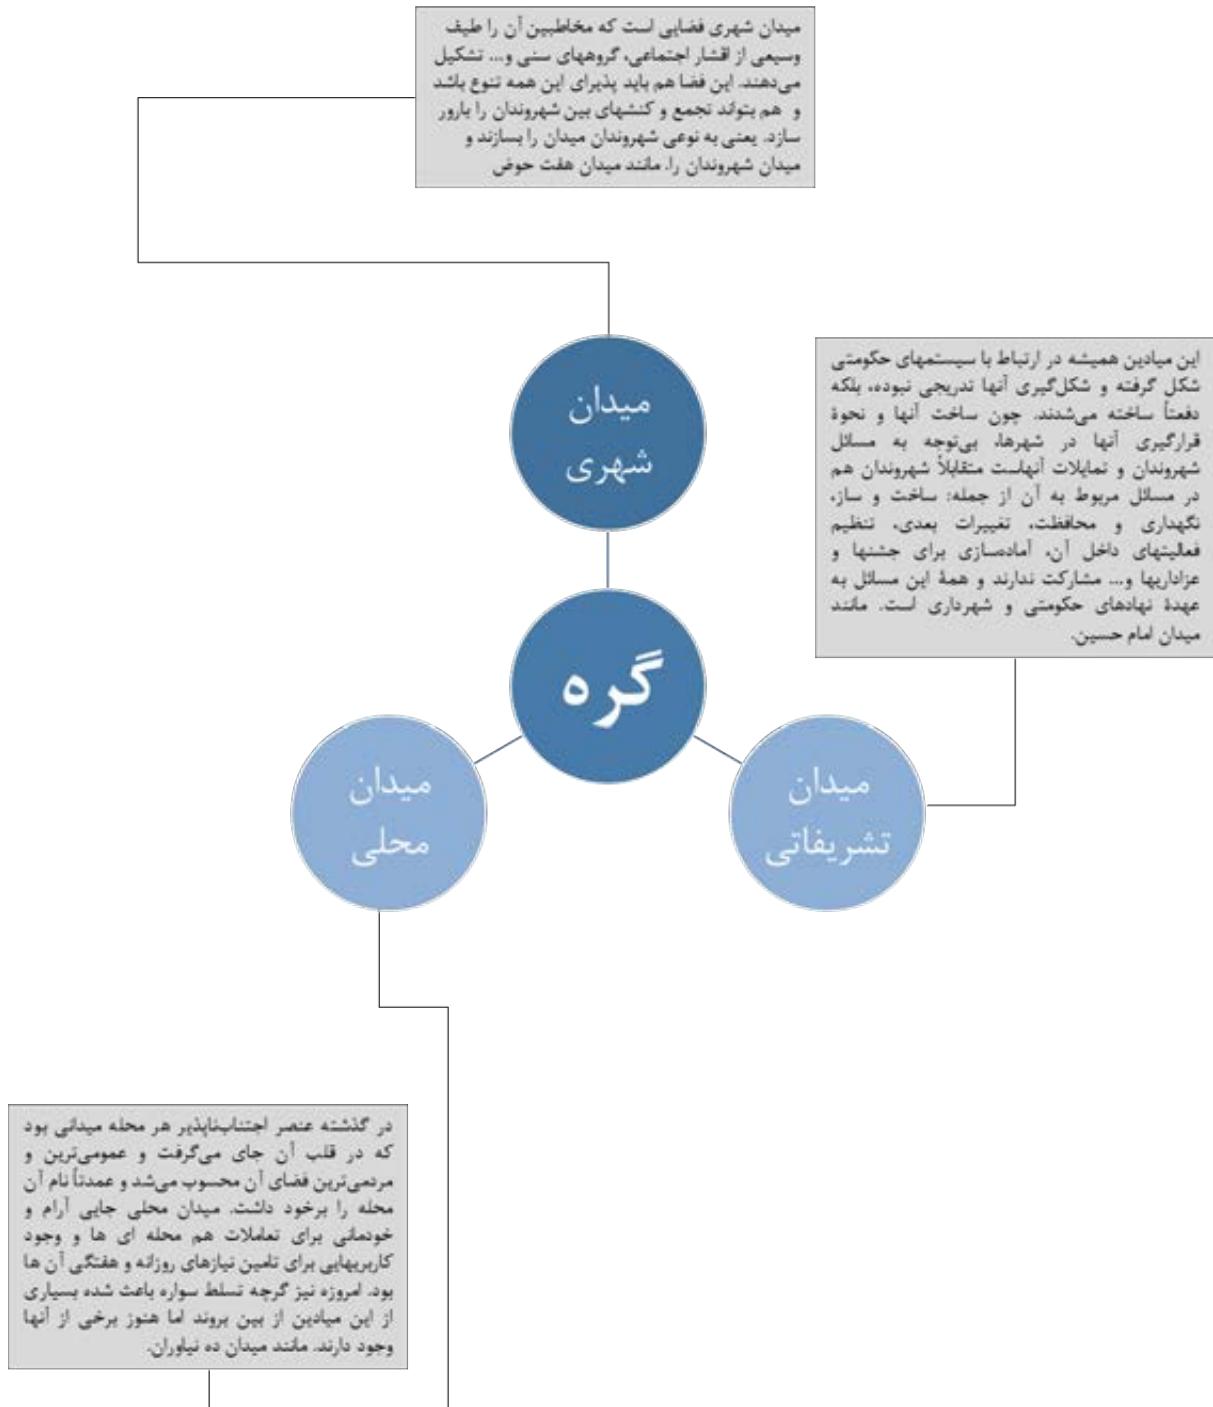 میدان شهری فضایی است که مخاطبین آن را طیف
وسیعی از اقشار اجتماعی، گروههای سنی و... تشکیل
می‌دهند. این فضا هم باید پذیرای این همه تنوع باشد
و هم بتواند تجمع و کنشهای بین شهروندان را بارور
سازد. یعنی به نوعی شهروندان میدان را بسازند و
میدان شهروندان را. مانند میدان هفت حوض
میدان
شهری
این میادین همیشه در ارتباط با سیستمهای حکومتی
شکل گرفته و شکل‌گیری آنها تدریجی نبوده، بلکه
دفعتاً ساخته می‌شدند. چون ساخت آنها و نحوۀ
قرارگیری آنها در شهرها، بی‌توجه به مسائل
شهروندان و تمایلات آنهاست متقابلاً شهروندان هم
در مسائل مربوط به آن از جمله: ساخت و ساز،
نگهداری و محافظت، تغییرات بعدی، تنظیم
فعالیتهای داخل آن، آماده‌سازی برای جشنها و
عزاداریها و... مشارکت ندارند و همۀ این مسائل به
عهدۀ نهادهای حکومتی و شهرداری است. مانند
میدان امام حسین.
گره
میدان
تشریفاتی
میدان
محلی
در گذشته عنصر اجتناب‌ناپذیر هر محله میدانی بود
که در قلب آن جای می‌گرفت و عمومی‌ترین و
مردمی‌ترین فضای آن محسوب می‌شد و عمدتاً نام آن
محله را برخود داشت. میدان محلی جایی آرام و
خودمانی برای تعاملات هم محله ای ها و وجود
کاربریهایی برای تامین نیازهای روزانه و هفتگی آن ها
بود. امروزه نیز گرچه تسلط سواره باعث شده بسیاری
از این میادین از بین بروند اما هنوز برخی از آنها
وجود دارند. مانند میدان ده نیاوران.